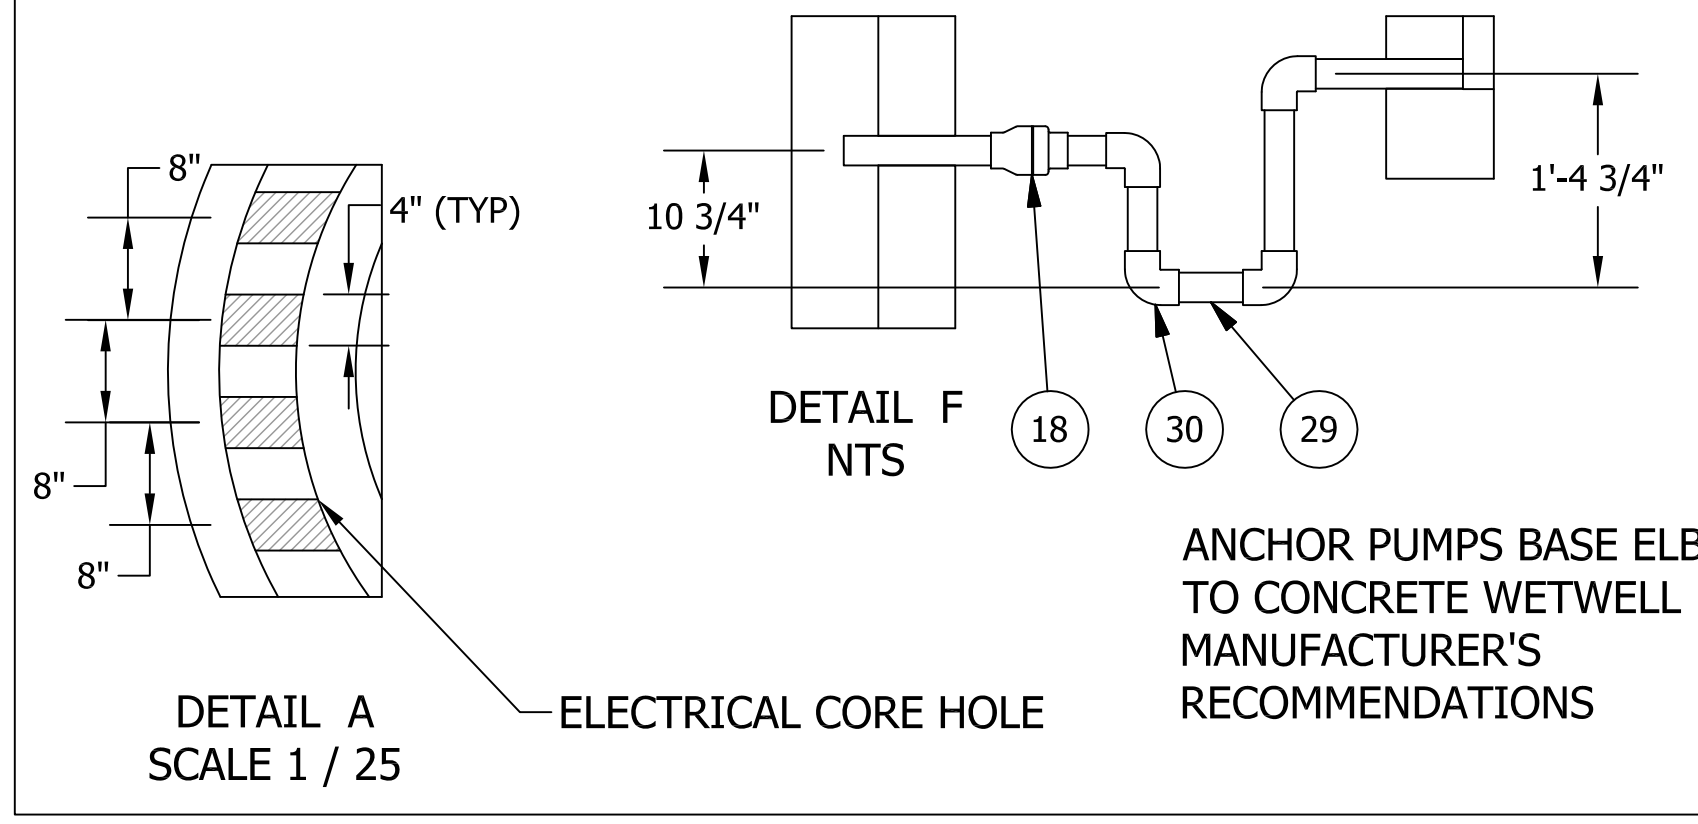 8"
4" (TYP)
8"
8"
DETAIL A
SCALE 1 / 25
ELECTRICAL CORE HOLE
10 3/4"
1'-4 3/4"
DETAIL F
NTS
18
30
29
ANCHOR PUMPS BASE
TO CONCRETE WETWELL
MANUFACTURER'S
RECOMMENDATIONS